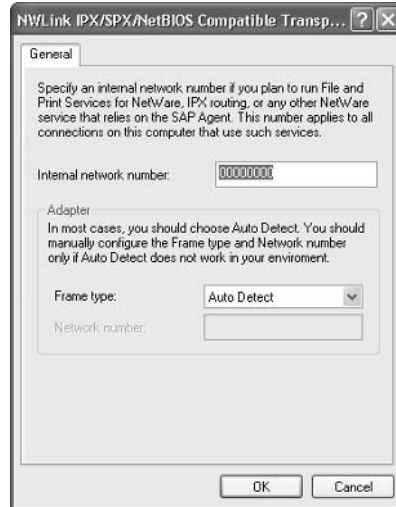 NWLink IPX/SPX/NetBIOS Compatible Transp... ? X
General
Specify an internal network number if you plan to run File and
Print Services for NetWare, IPX routing, or any other NetWare
service that relies on the SAP Agent. This number applies to all
connections on this computer that use such services.
Internal network number: 00000000
Adapter
In most cases, you should choose Auto Detect. You should
manually configure the Frame type and Network number
only if Auto Detect does not work in your enviroment.
Frame type: Auto Detect
Network number:
OK Cancel